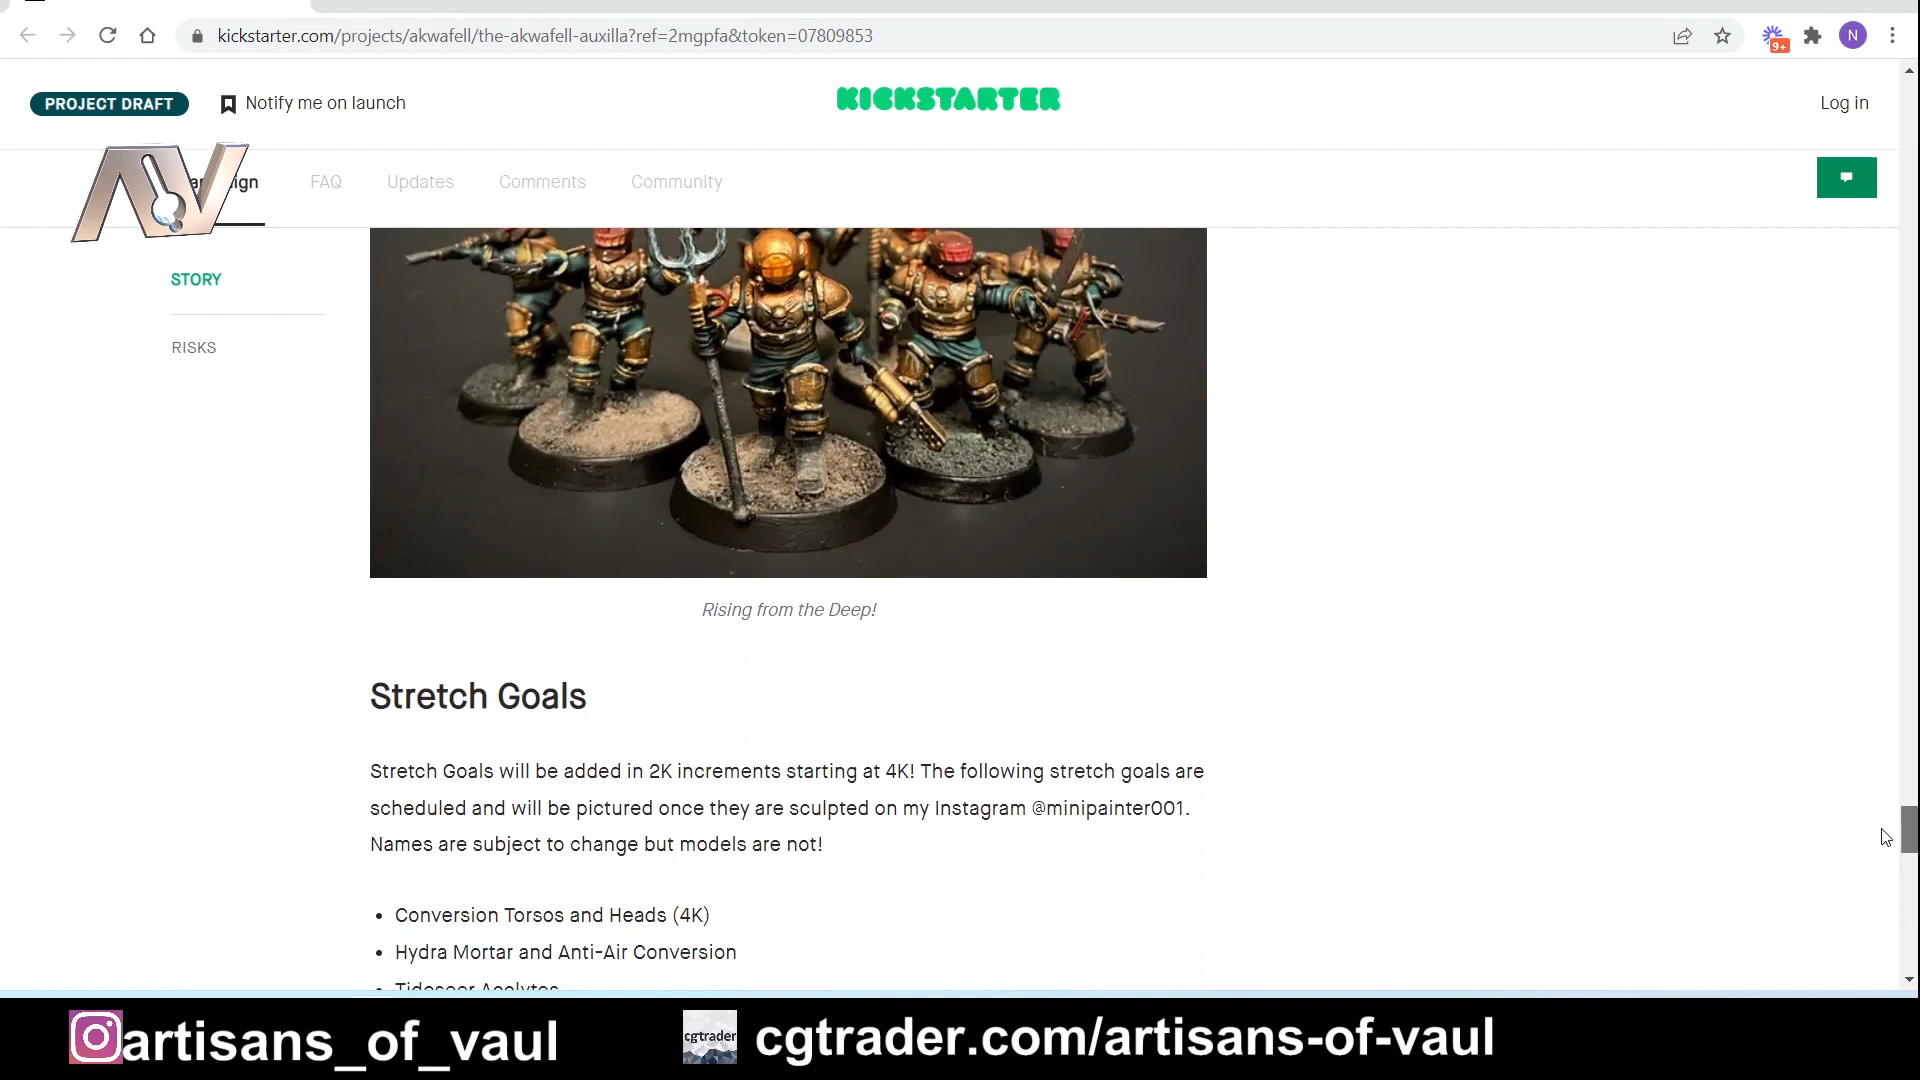 kickstarter.com/projects/akwafell/the-akwafell-auxilla?ref=2mgpfa&token=07809853
9+
N
PROJECT DRAFT
Notify me on launch
KICKSTARTER
Log in
AV
FAQ
Updates
Comments
Community
STORY
RISKS
Rising from the Deep!
Stretch Goals
Stretch Goals will be added in 2K increments starting at 4K! The following stretch goals are
scheduled and will be pictured once they are sculpted on my Instagram @minipainter001.
Names are subject to change but models are not!
• Conversion Torsos and Heads (4K)
• Hydra Mortar and Anti-Air Conversion
• Tideseer Acolytes
artisans_of_vaul
cgtrader
cgtrader.com/artisans-of-vaul